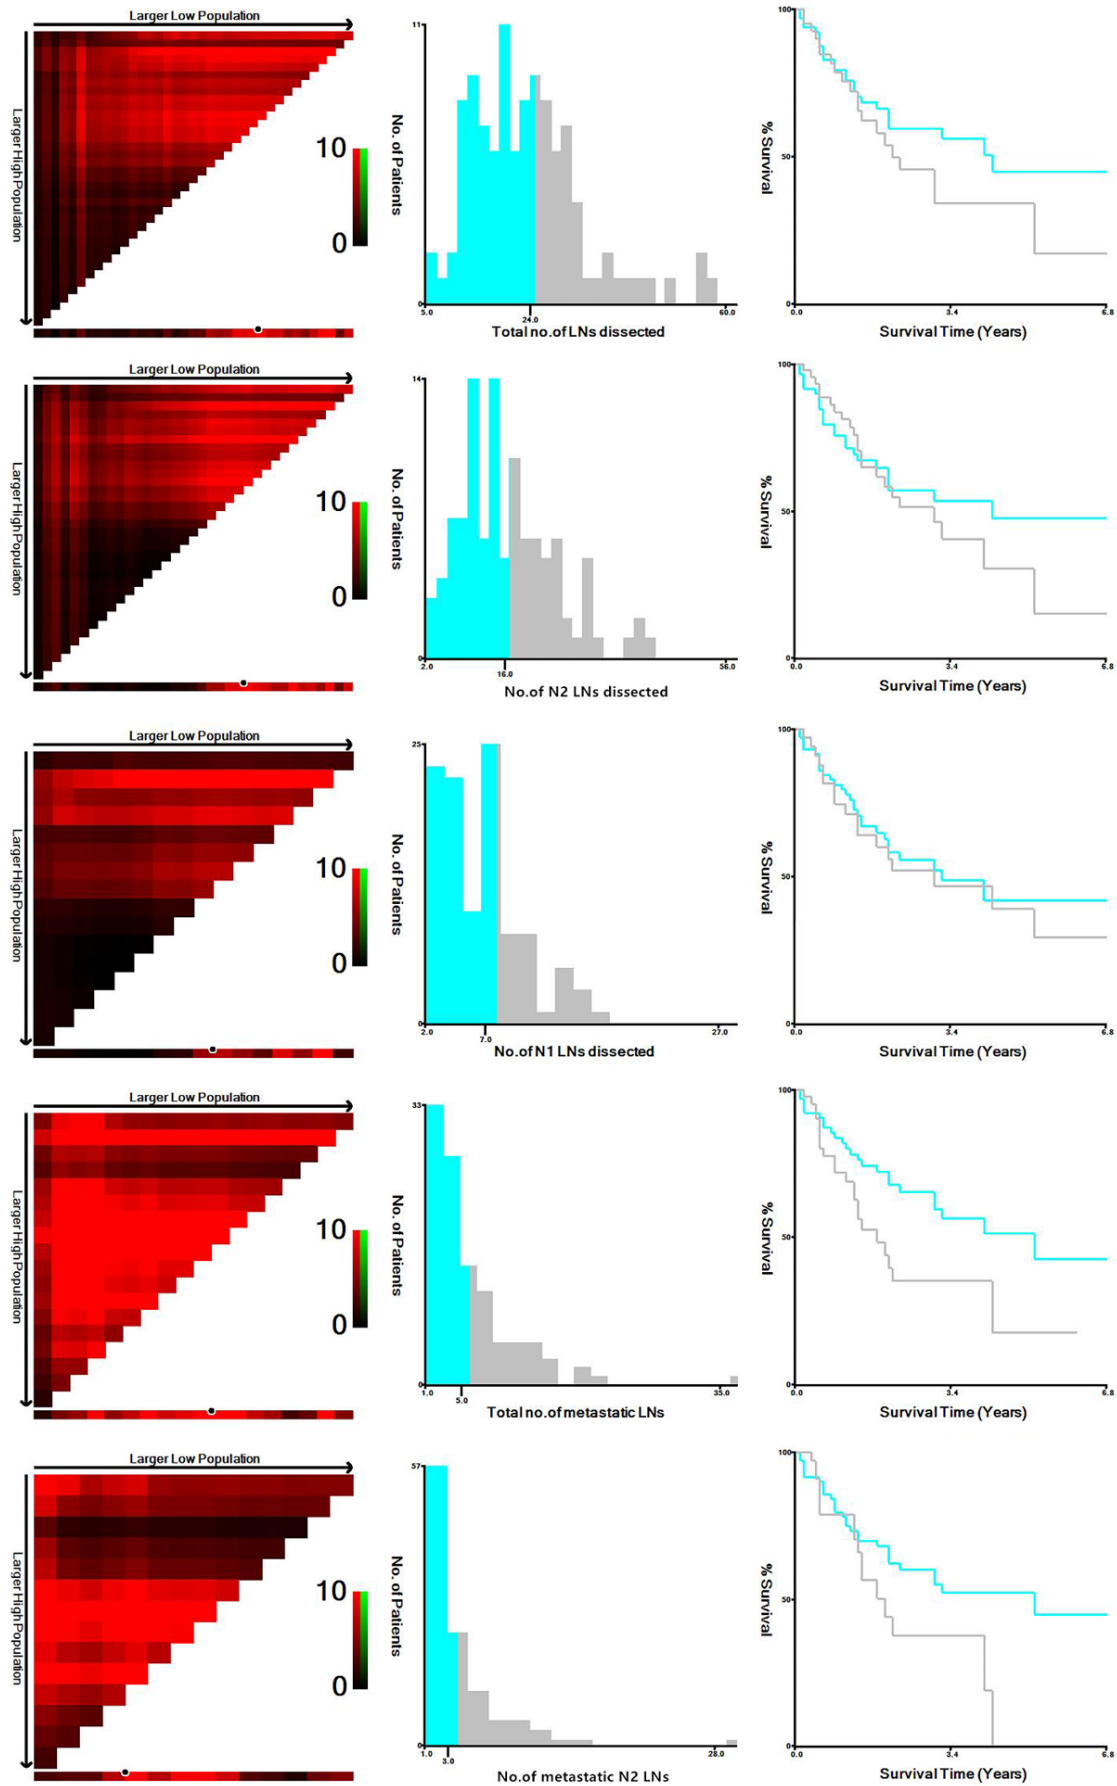 Larger Low Population
Larger High Population
10
0
11
No. of Patients
0
5.0
24.0
60.0
Total no.of LNs dissected
100
% Survival
50
0
0.0
3.4
6.8
Survival Time (Years)
Larger Low Population
Larger High Population
10
0
14
No. of Patients
0
2.0
16.0
56.0
No.of N2 LNs dissected
100
% Survival
50
0
0.0
3.4
6.8
Survival Time (Years)
Larger Low Population
Larger High Population
10
0
25
No. of Patients
0
2.0
7.0
27.0
No.of N1 LNs dissected
100
% Survival
50
0
0.0
3.4
6.8
Survival Time (Years)
Larger Low Population
Larger High Population
10
0
33
No. of Patients
0
1.0
5.0
35.0
Total no.of metastatic LNs
100
% Survival
50
0
0.0
3.4
6.8
Survival Time (Years)
Larger Low Population
Larger High Population
10
0
57
No. of Patients
0
1.0
3.0
28.0
No.of metastatic N2 LNs
100
% Survival
50
0
0.0
3.4
6.8
Survival Time (Years)